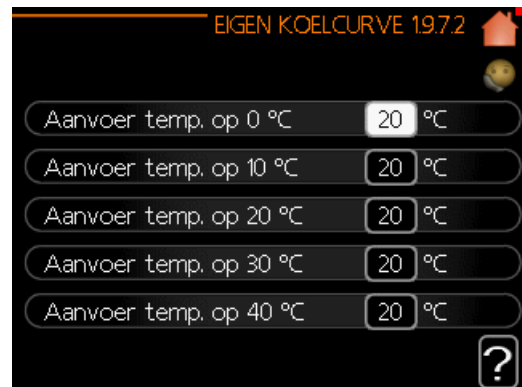 EIGEN KOELCURVE 1.9.7.2
Aanvoer temp. op 0 °C 20 °C
Aanvoer temp. op 10 °C 20 °C
Aanvoer temp. op 20 °C 20 °C
Aanvoer temp. op 30 °C 20 °C
Aanvoer temp. op 40 °C 20 °C
?